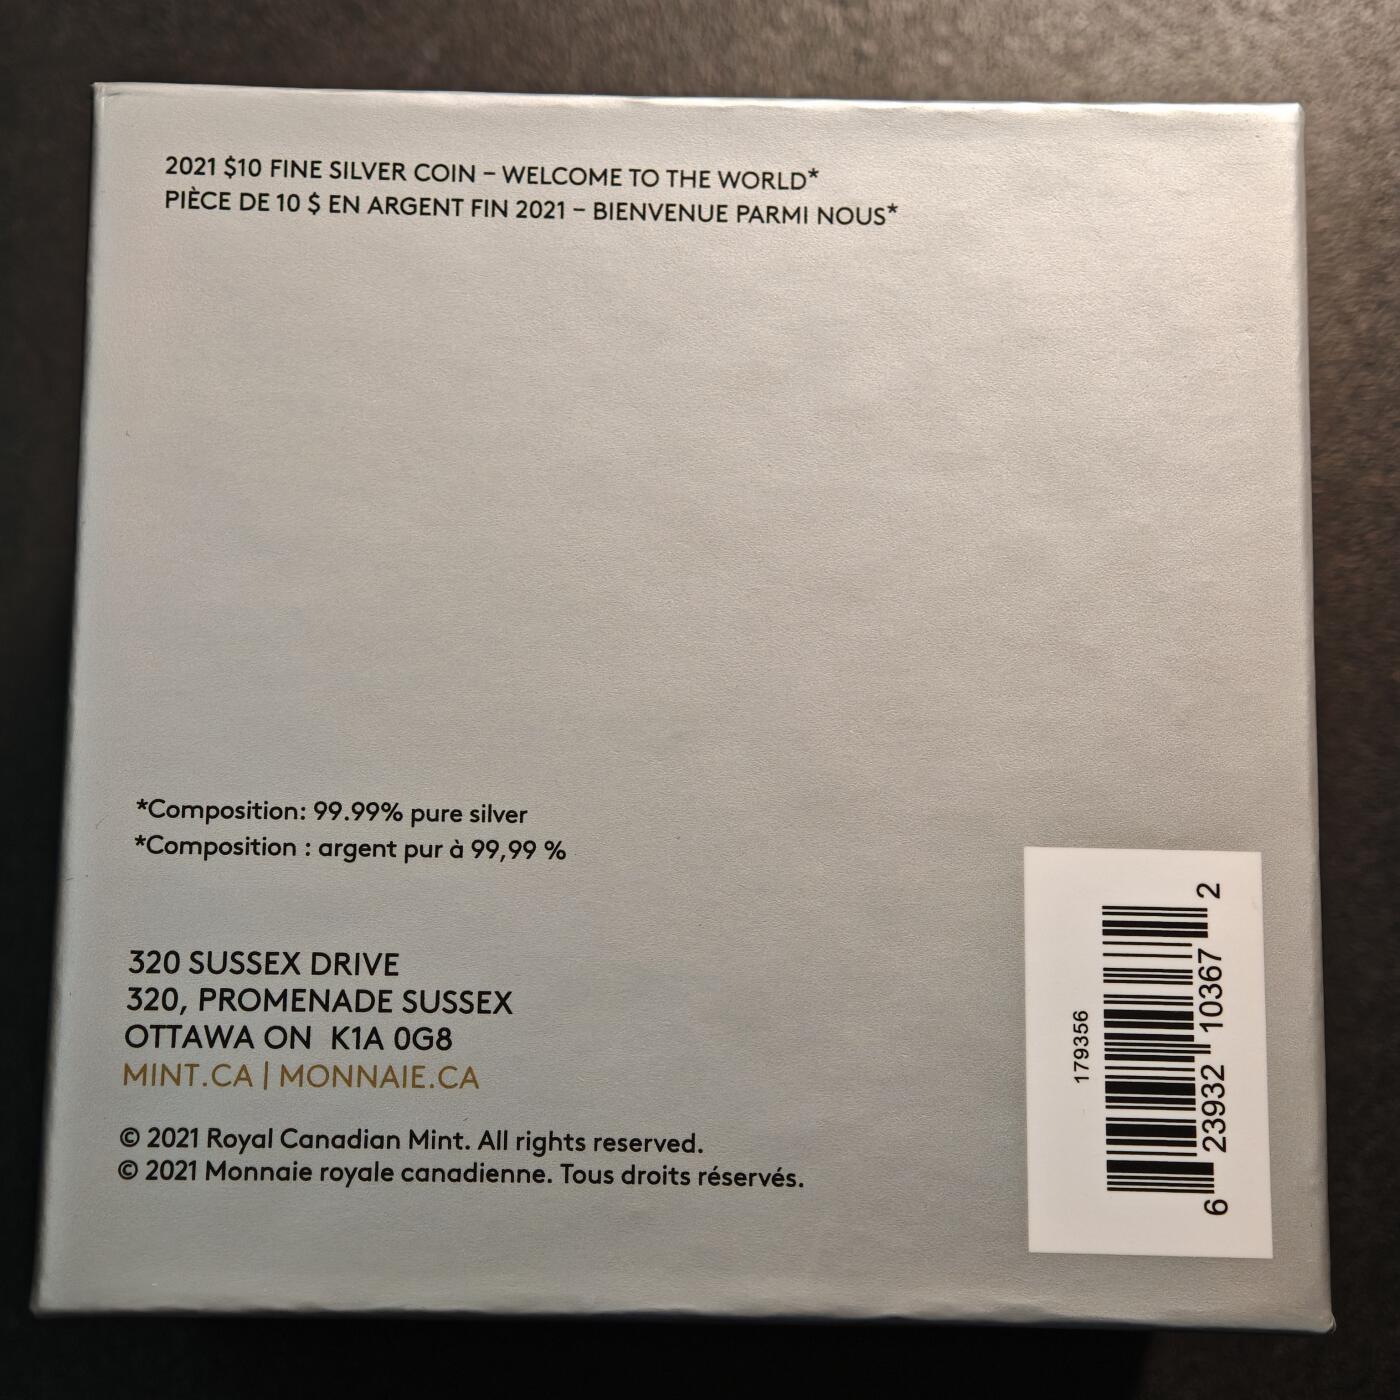 2021 $10 FINE SILVER COIN – WELCOME TO THE WORLD*
PIÈCE DE 10 $ EN ARGENT FIN 2021 – BIENVENUE PARMI NOUS*
*Composition: 99.99% pure silver
*Composition : argent pur à 99,99 %
320 SUSSEX DRIVE
320, PROMENADE SUSSEX
OTTAWA ON  K1A 0G8
MINT.CA | MONNAIE.CA
© 2021 Royal Canadian Mint. All rights reserved.
© 2021 Monnaie royale canadienne. Tous droits réservés.
179356
6 23932 10367 2